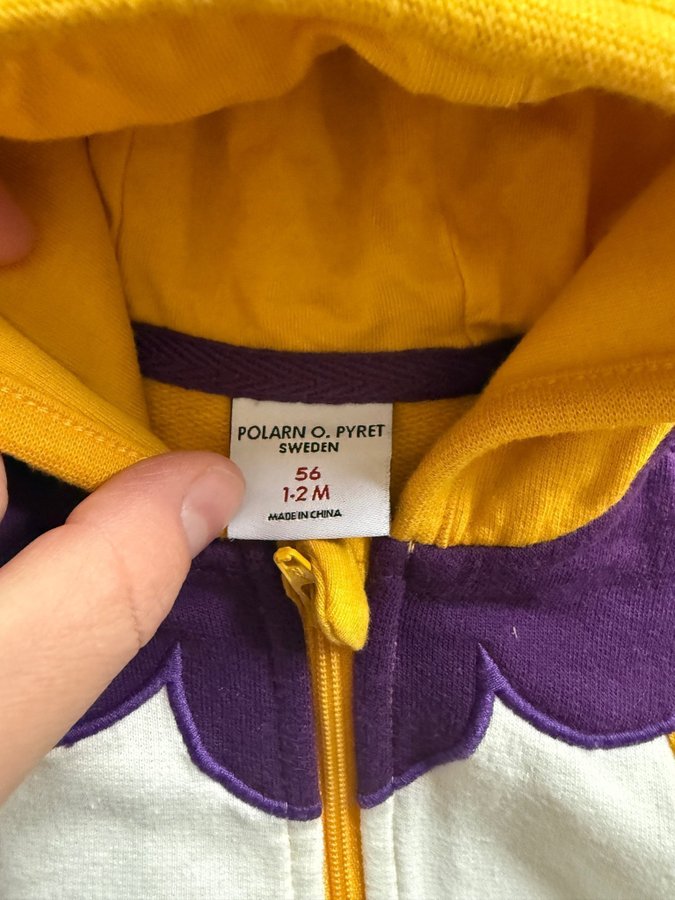 POLARN O. PYRET
SWEDEN
56
1-2 M
MADE IN CHINA